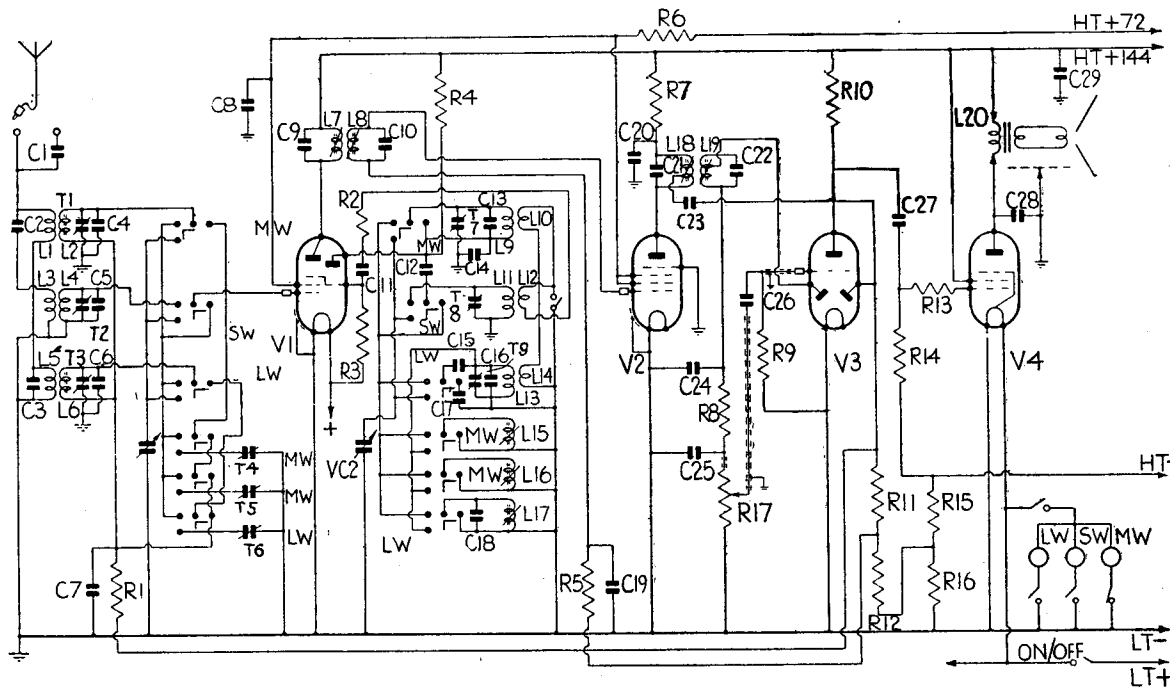 R6
HT+72
HT+144
C8
R4
R7
R10
C29
L7 L8
C9
C10
C20
L18 L19
C21
C22
L20
C1
C23
C27
C28
T1
C2
C4
L1 L2
MW
R2
C13
T7
L10
MW
L9
C12
C14
L3 L4
C5
T2
C11
L11 L12
T8
C26
R13
SW
SW
V1
R3
LW
LW
C15
C16
T9
L14
L13
C17
V2
V3
V4
R9
R14
L5 T3 C6
C3
L6
C24
R8
MW
L15
T4
MW
VC2
MW
L16
C25
R17
HT-
T5
MW
R11
R15
T6
LW
LW
C18
L17
LW SW MW
C7
R1
R5
C19
R12
R16
LT-
ON/OFF
LT+
+